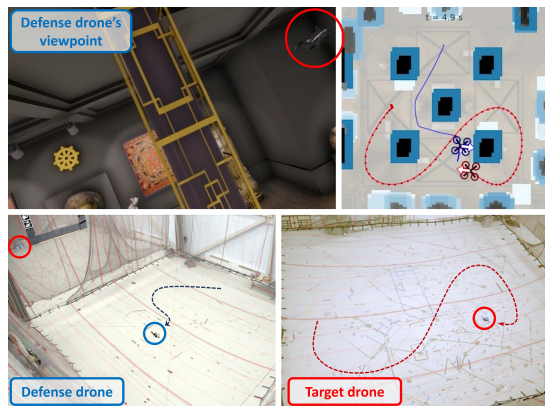 Defense drone's
viewpoint
t = 4.9 s
Defense drone
Target drone